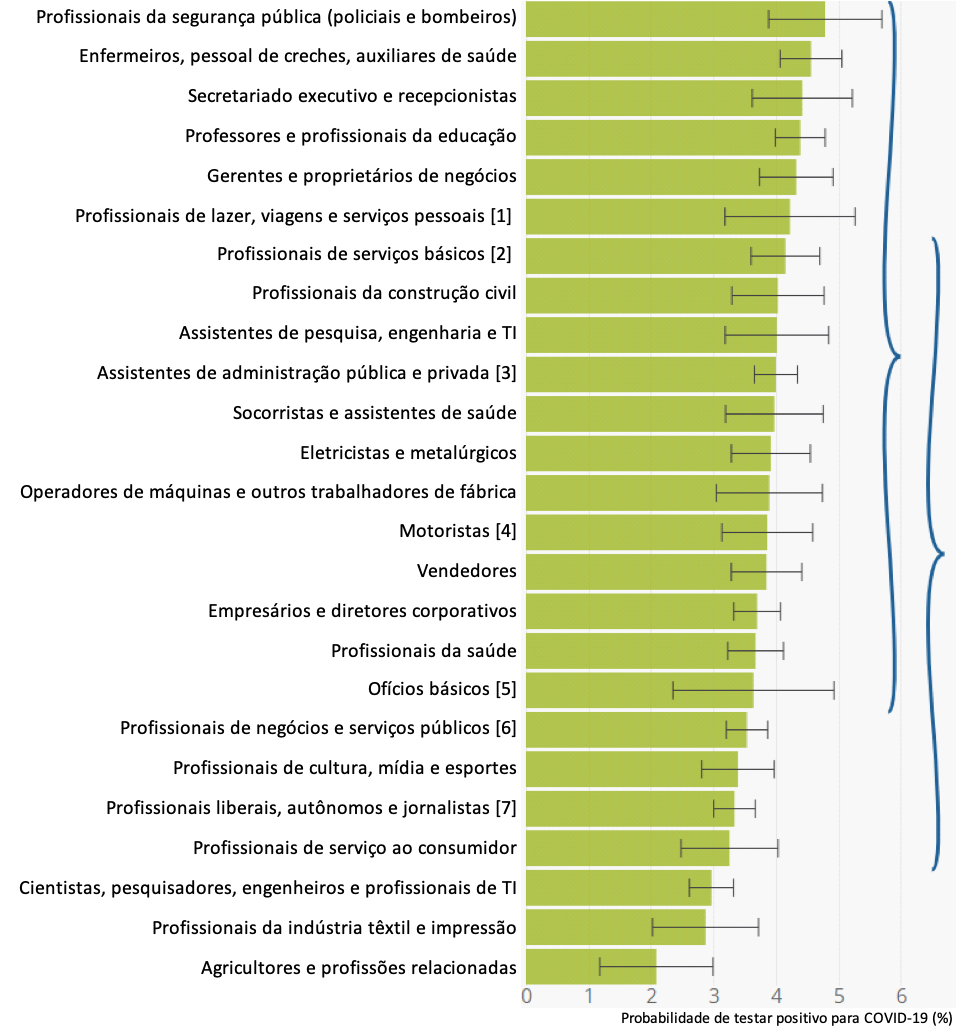 Profissionais da segurança pública (policiais e bombeiros)
Enfermeiros, pessoal de creches, auxiliares de saúde
Secretariado executivo e recepcionistas
Professores e profissionais da educação
Gerentes e proprietários de negócios
Profissionais de lazer, viagens e serviços pessoais [1]
Profissionais de serviços básicos [2]
Profissionais da construção civil
Assistentes de pesquisa, engenharia e TI
Assistentes de administração pública e privada [3]
Socorristas e assistentes de saúde
Eletricistas e metalúrgicos
Operadores de máquinas e outros trabalhadores de fábrica
Motoristas [4]
Vendedores
Empresários e diretores corporativos
Profissionais da saúde
Ofícios básicos [5]
Profissionais de negócios e serviços públicos [6]
Profissionais de cultura, mídia e esportes
Profissionais liberais, autônomos e jornalistas [7]
Profissionais de serviço ao consumidor
Cientistas, pesquisadores, engenheiros e profissionais de TI
Profissionais da indústria têxtil e impressão
Agricultores e profissões relacionadas
0 1 2 3 4 5 6
Probabilidade de testar positivo para COVID-19 (%)